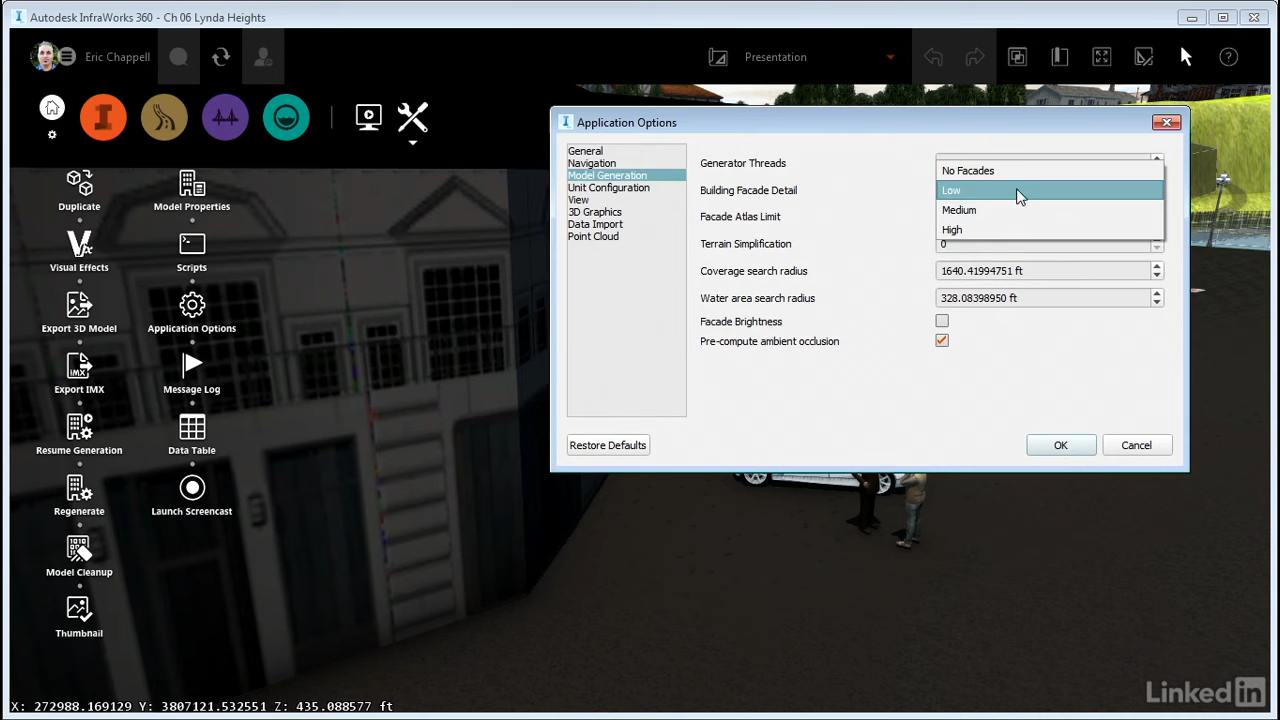 Autodesk InfraWorks 360 - Ch 06 Lynda Heights
Eric Chappell
Presentation
Duplicate
Model Properties
Visual Effects
Scripts
Export 3D Model
Application Options
Export IMX
Message Log
Resume Generation
Data Table
Regenerate
Launch Screencast
Model Cleanup
Thumbnail
Application Options
General
Navigation
Model Generation
Unit Configuration
View
3D Graphics
Data Import
Point Cloud
Generator Threads
Building Facade Detail
No Facades
Low
Medium
High
Facade Atlas Limit
Terrain Simplification
0
Coverage search radius
1640.41994751 ft
Water area search radius
328.08398950 ft
Facade Brightness
Pre-compute ambient occlusion
Restore Defaults
OK
Cancel
X: 272988.169129 Y: 3807121.532551 Z: 435.088577 ft
Linked in